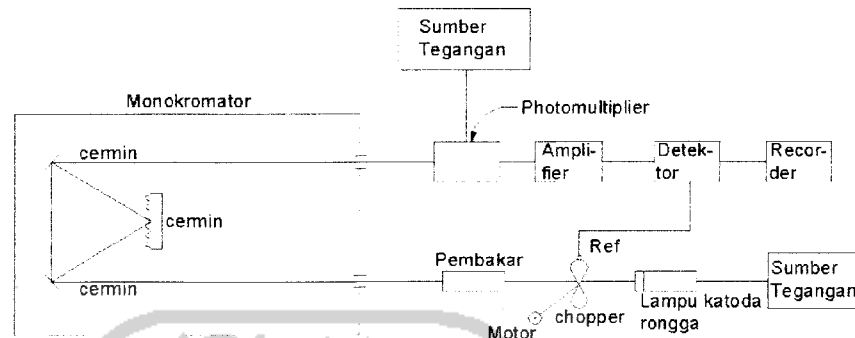 Sumber
Tegangan
Monokromator
Photomultiplier
cermin
Ampli-
fier
Detek-
tor
Recor-
der
cermin
Ref
Pembakar
Sumber
Tegangan
cermin
Lampu katoda
rongga
chopper
Motor